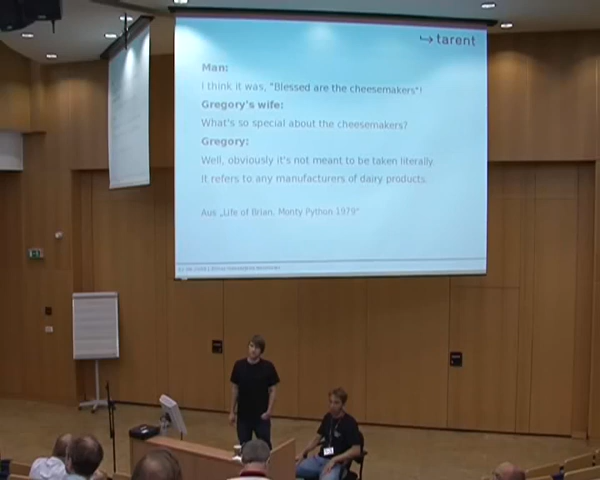 ↪ tarent
Man:
I think it was, "Blessed are the cheesemakers"!
Gregory's wife:
What's so special about the cheesemakers?
Gregory:
Well, obviously it's not meant to be taken literally.
It refers to any manufacturers of dairy products.
Aus „Life of Brian, Monty Python 1979"